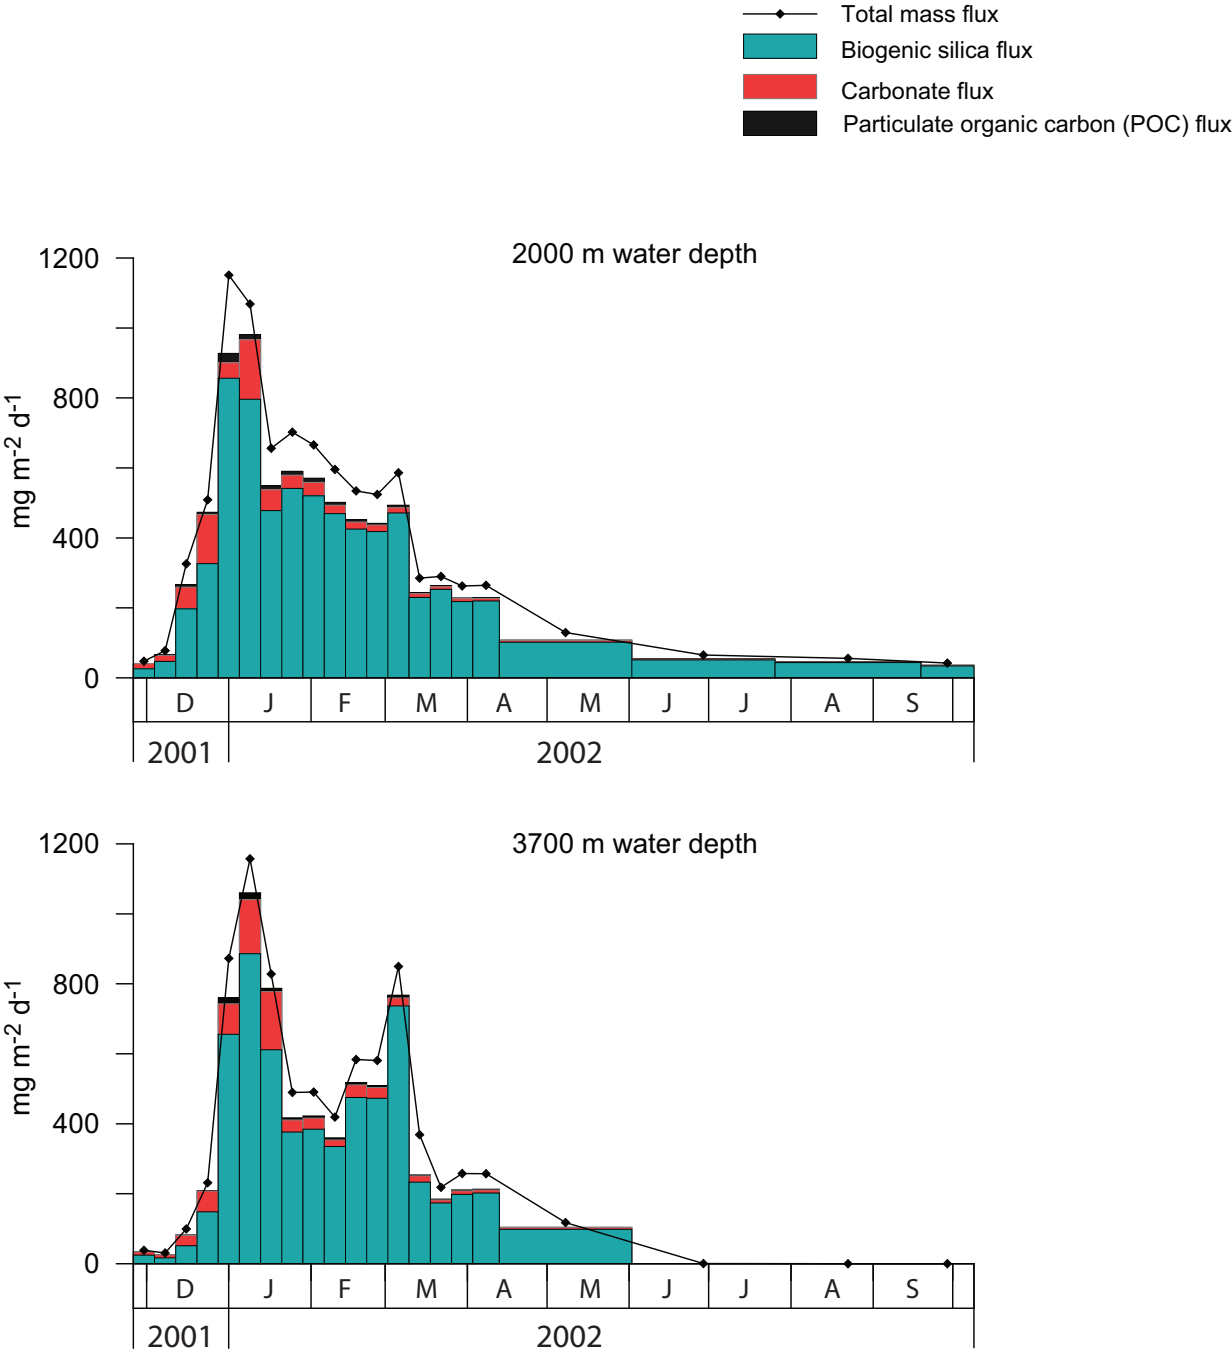 Total mass flux
Biogenic silica flux
Carbonate flux
Particulate organic carbon (POC) flux
2000 m water depth
1200
800
400
0
mg m-2 d-1
D J F M A M J J A S
2001 2002
3700 m water depth
1200
800
400
0
mg m-2 d-1
D J F M A M J J A S
2001 2002